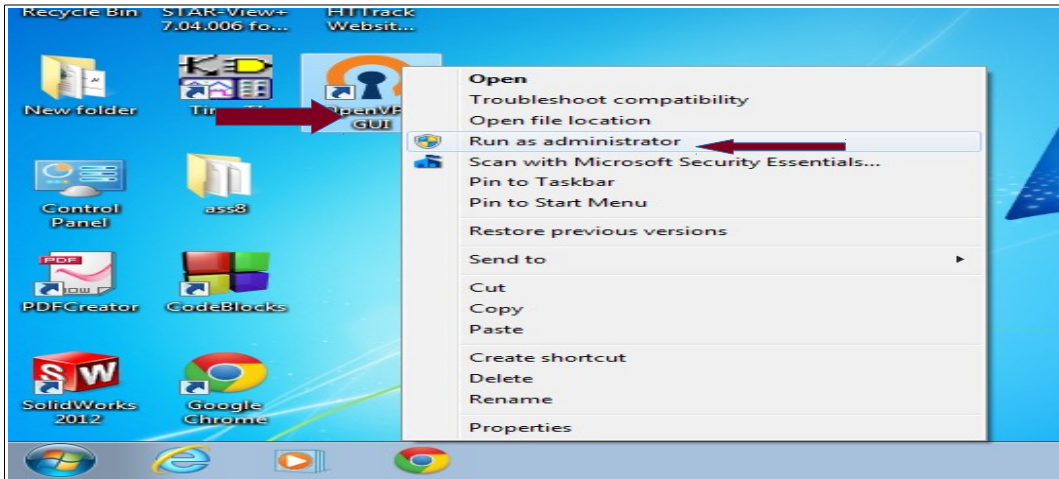 Recycle Bin
STAR-View+
7.04.006 fo...
HTTrack
Websit...
New folder
OpenVP
GUI
Control
Panel
ass8
PDF
PDFCreator
CodeBlocks
SW
SolidWorks
2012
Google
Chrome
Open
Troubleshoot compatibility
Open file location
Run as administrator
Scan with Microsoft Security Essentials...
Pin to Taskbar
Pin to Start Menu
Restore previous versions
Send to
Cut
Copy
Paste
Create shortcut
Delete
Rename
Properties